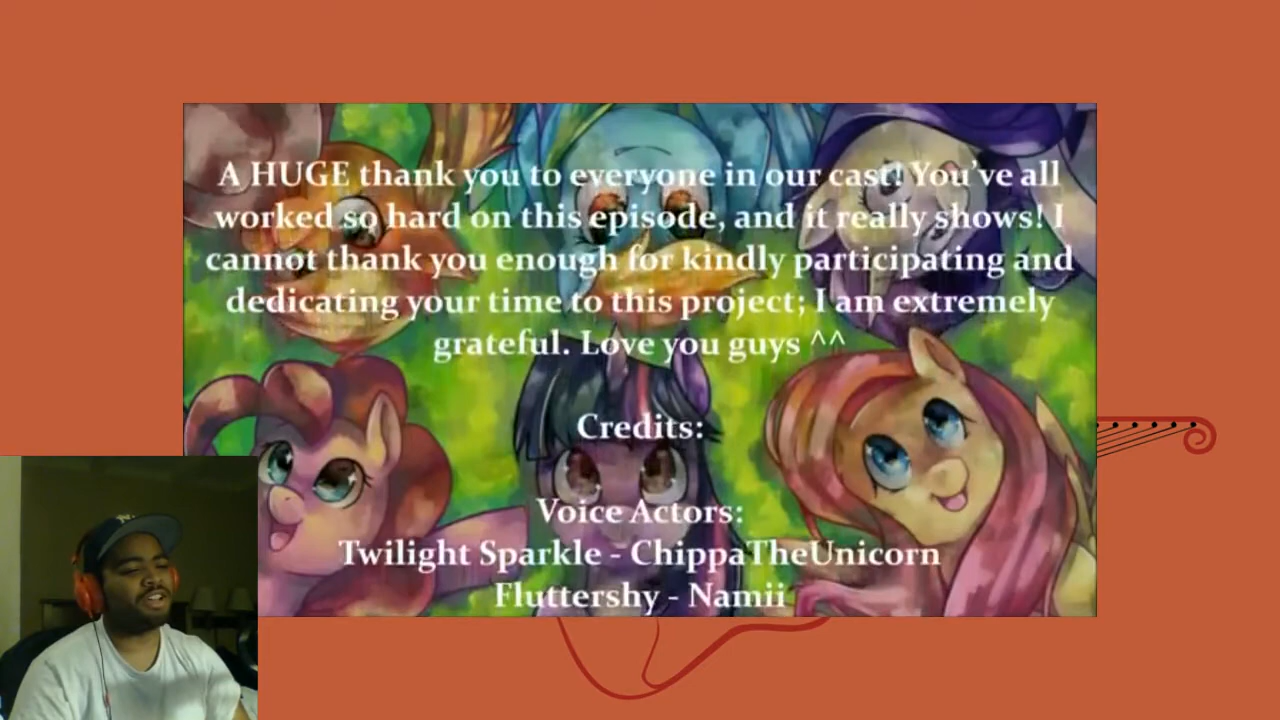 A HUGE thank you to everyone in our cast! You've all
worked so hard on this episode, and it really shows! I
cannot thank you enough for kindly participating and
dedicating your time to this project; I am extremely
grateful. Love you guys ^^
Credits:
Voice Actors:
Twilight Sparkle - ChippaTheUnicorn
Fluttershy - Namii